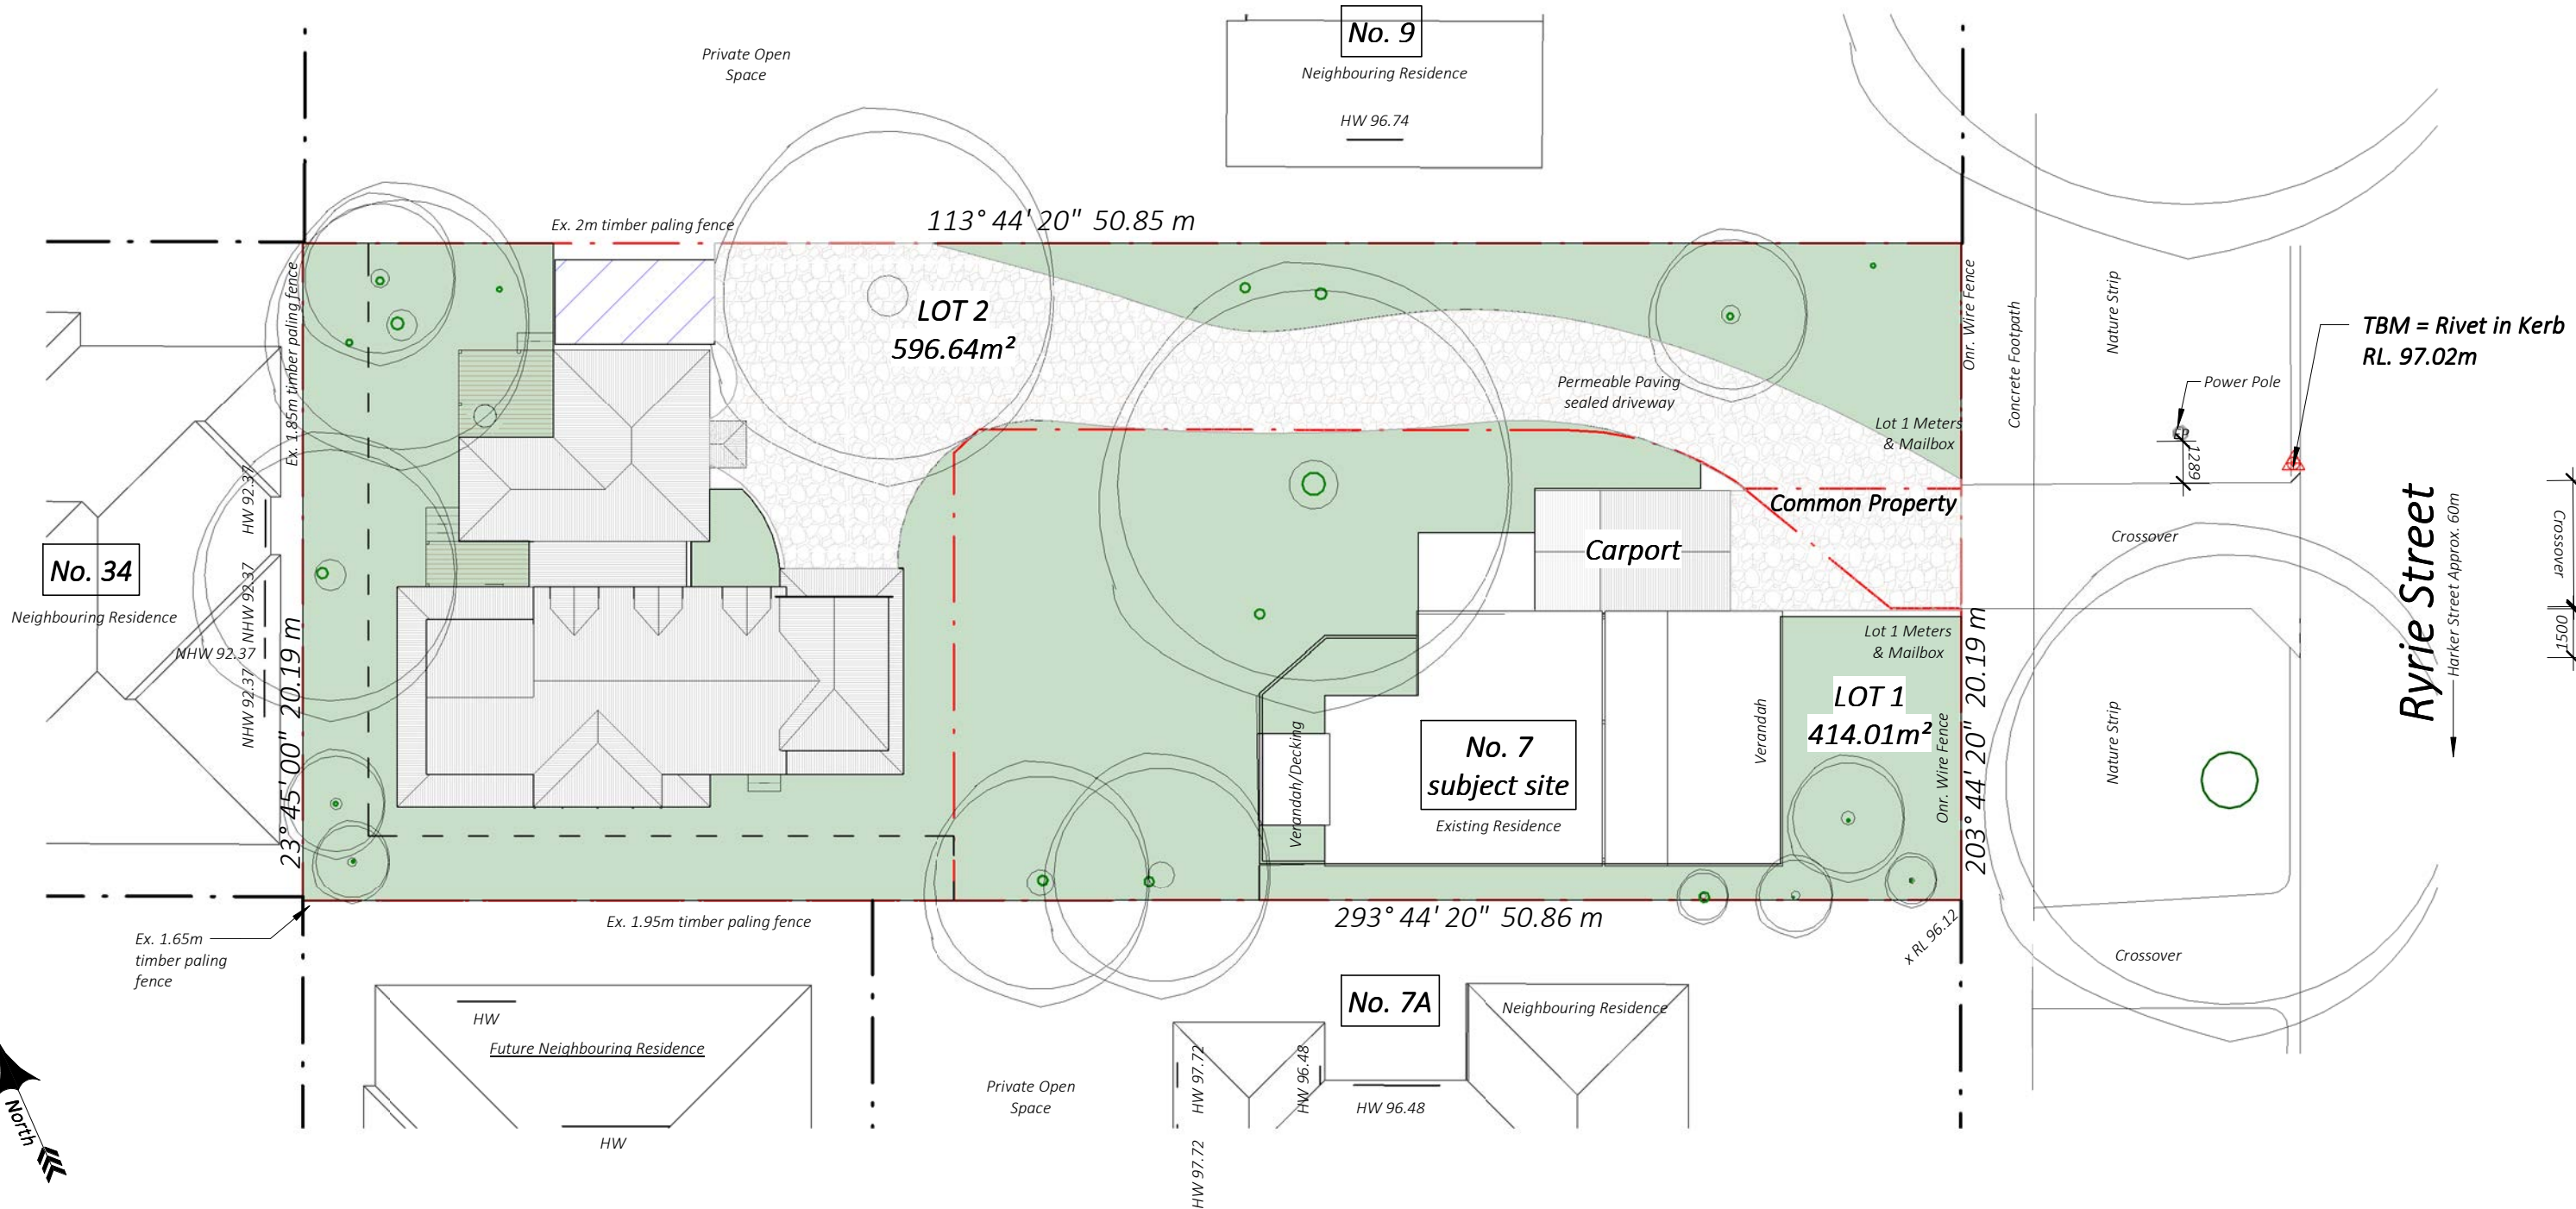 No. 9
Neighbouring Residence
HW 96.74
Private Open
Space
Ex. 2m timber paling fence
113° 44' 20" 50.85 m
Ex. 1.85m timber paling fence
LOT 2
596.64m²
Permeable Paving
sealed driveway
Lot 1 Meters
& Mailbox
Onr. Wire Fence
Concrete Footpath
Nature Strip
TBM = Rivet in Kerb
RL. 97.02m
Power Pole
EP
1289
Common Property
Carport
Crossover
Ryrie Street
Harker Street Approx. 60m
Crossover
1500
No. 34
Neighbouring Residence
HW 92.37
NHW 92.37
NHW 92.37
NHW 92.37
23° 45' 00" 20.19 m
Lot 1 Meters
& Mailbox
LOT 1
414.01m²
Onr. Wire Fence
203° 44' 20" 20.19 m
Nature Strip
Verandah
Verandah/Decking
No. 7
subject site
Existing Residence
Ex. 1.65m
timber paling
fence
Ex. 1.95m timber paling fence
293° 44' 20" 50.86 m
x RL 96.12
Crossover
No. 7A
Neighbouring Residence
HW
Future Neighbouring Residence
HW
Private Open
Space
HW 97.72
HW 97.72
HW 96.48
HW 96.48
North